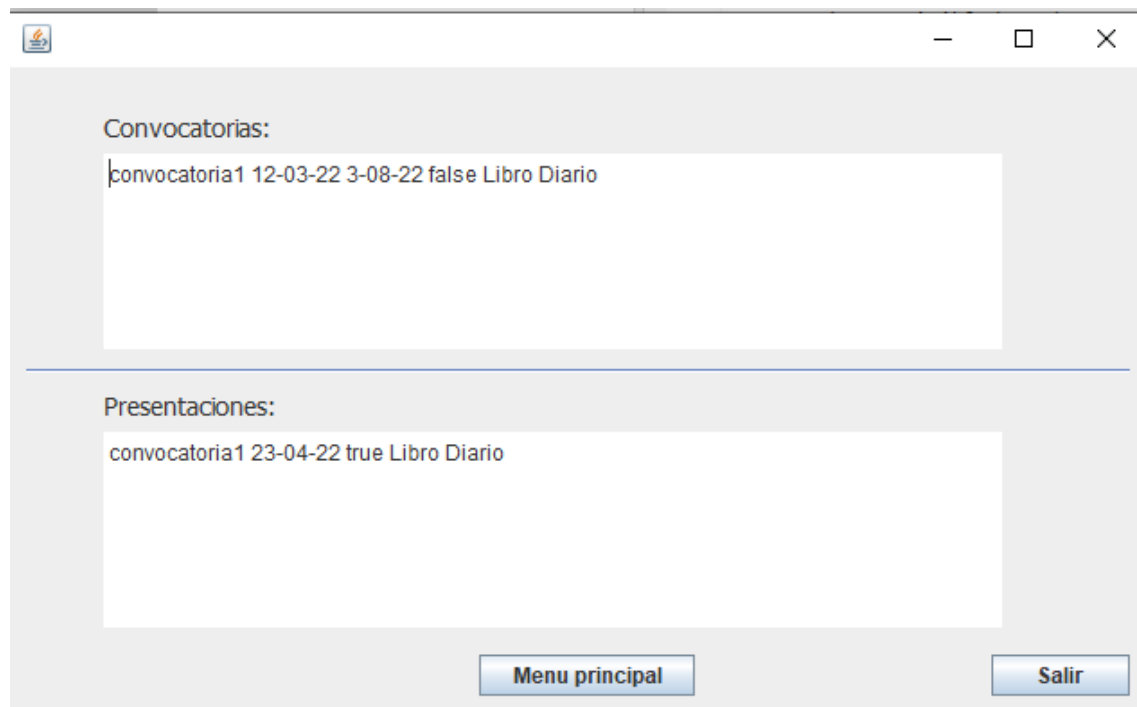 Convocatorias:
convocatoria1 12-03-22 3-08-22 false Libro Diario
Presentaciones:
convocatoria1 23-04-22 true Libro Diario
Menu principal
Salir